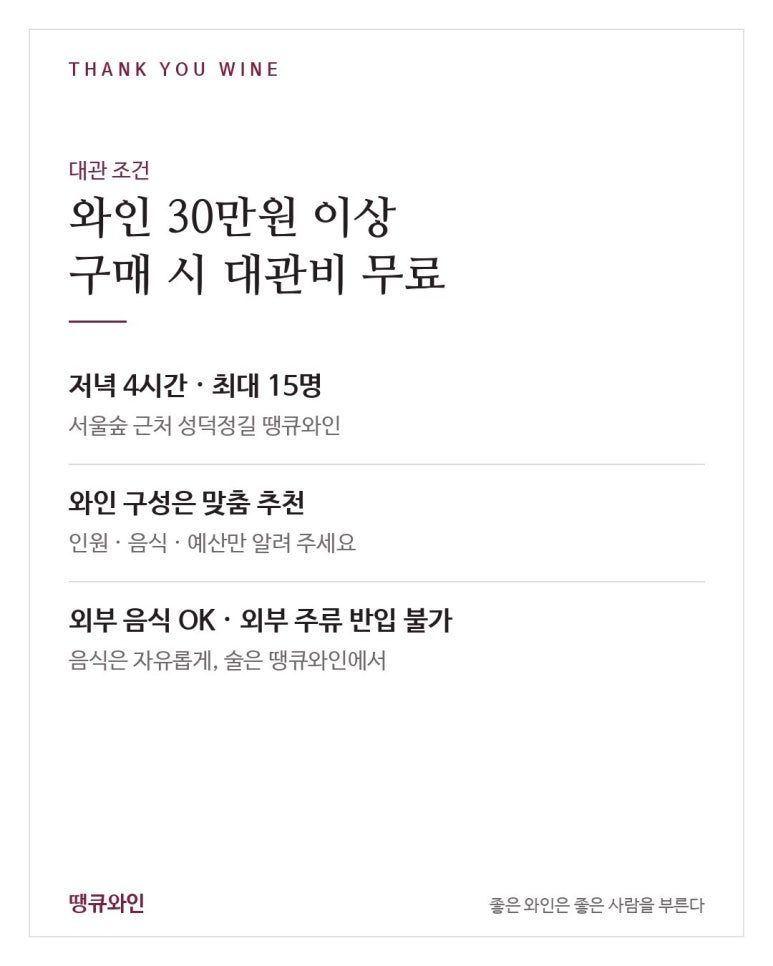 THANK YOU WINE
대관 조건
와인 30만원 이상
구매 시 대관비 무료
저녁 4시간 · 최대 15명
서울숲 근처 성덕정길 땡큐와인
와인 구성은 맞춤 추천
인원 · 음식 · 예산만 알려 주세요
외부 음식 OK · 외부 주류 반입 불가
음식은 자유롭게, 술은 땡큐와인에서
땡큐와인
좋은 와인은 좋은 사람을 부른다